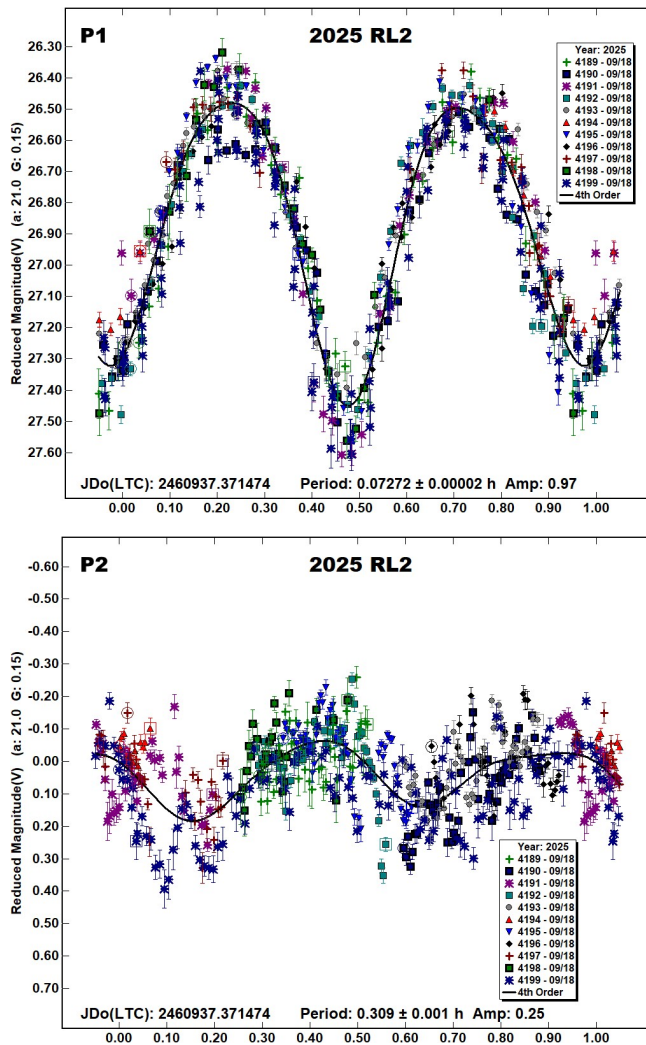 P1 2025 RL2
Reduced Magnitude(V) (a: 21.0 G: 0.15)
26.30
26.40
26.50
26.60
26.70
26.80
26.90
27.00
27.10
27.20
27.30
27.40
27.50
27.60
Year: 2025
4189 - 09/18
4190 - 09/18
4191 - 09/18
4192 - 09/18
4193 - 09/18
4194 - 09/18
4195 - 09/18
4196 - 09/18
4197 - 09/18
4198 - 09/18
4199 - 09/18
4th Order
JDo(LTC): 2460937.371474 Period: 0.07272 ± 0.00002 h Amp: 0.97
0.00 0.10 0.20 0.30 0.40 0.50 0.60 0.70 0.80 0.90 1.00
P2 2025 RL2
Reduced Magnitude(V) (a: 21.0 G: 0.15)
-0.60
-0.50
-0.40
-0.30
-0.20
-0.10
0.00
0.10
0.20
0.30
0.40
0.50
0.60
0.70
Year: 2025
4189 - 09/18
4190 - 09/18
4191 - 09/18
4192 - 09/18
4193 - 09/18
4194 - 09/18
4195 - 09/18
4196 - 09/18
4197 - 09/18
4198 - 09/18
4199 - 09/18
4th Order
JDo(LTC): 2460937.371474 Period: 0.309 ± 0.001 h Amp: 0.25
0.00 0.10 0.20 0.30 0.40 0.50 0.60 0.70 0.80 0.90 1.00